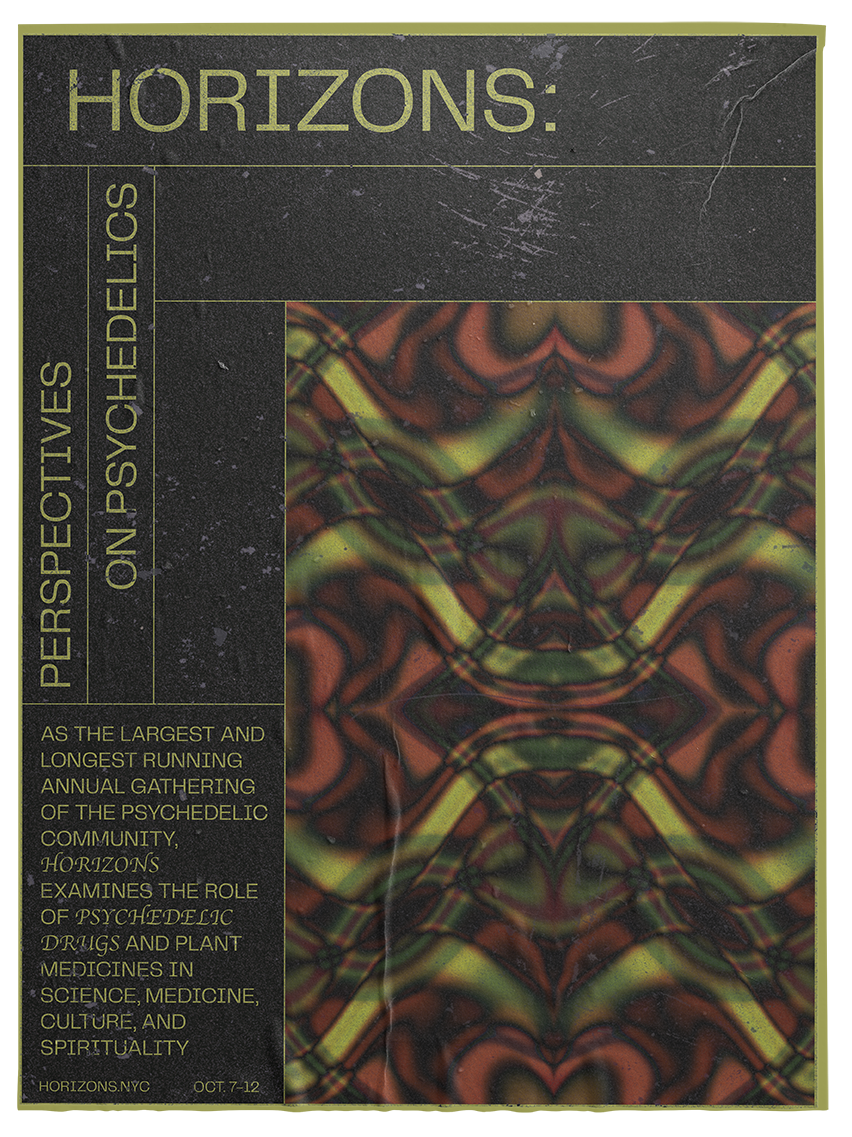 HORIZONS:
PERSPECTIVES
ON PSYCHEDELICS
AS THE LARGEST AND
LONGEST RUNNING
ANNUAL GATHERING
OF THE PSYCHEDELIC
COMMUNITY,
HORIZONS
EXAMINES THE ROLE
OF PSYCHEDELIC
DRUGS AND PLANT
MEDICINES IN
SCIENCE, MEDICINE,
CULTURE, AND
SPIRITUALITY
HORIZONS.NYC OCT. 7–12